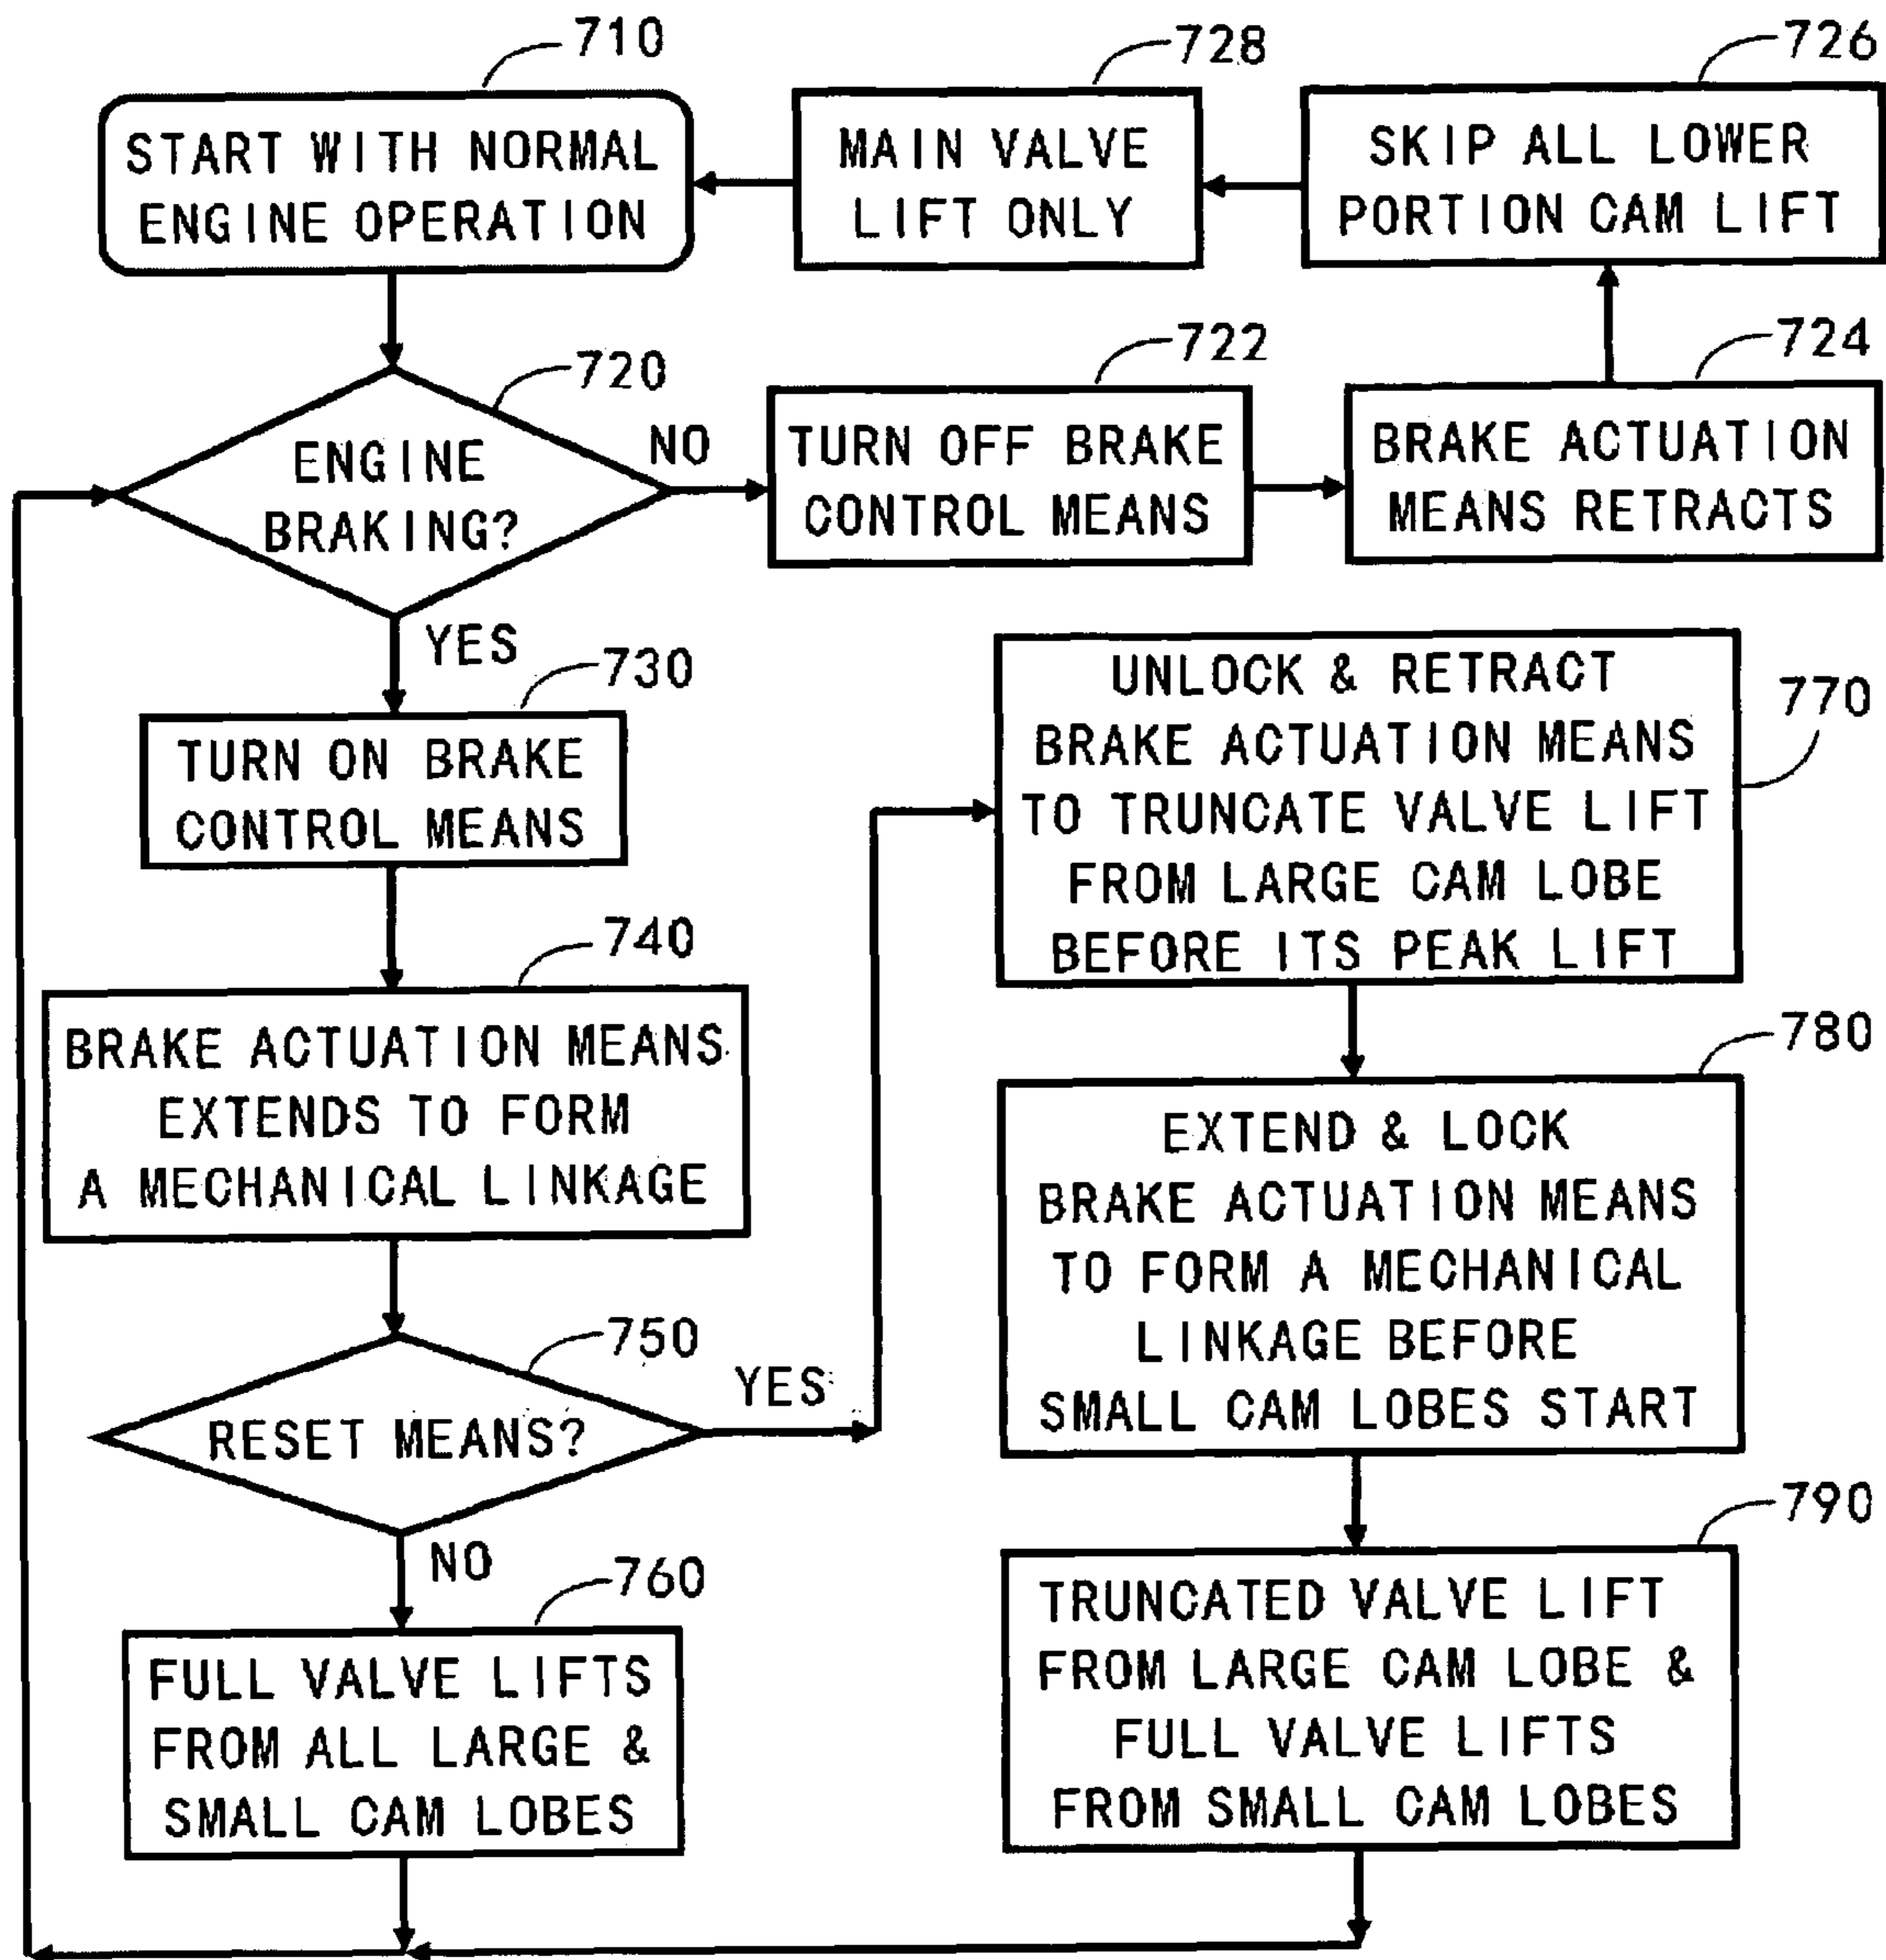 710
START WITH NORMAL
ENGINE OPERATION
728
MAIN VALVE
LIFT ONLY
726
SKIP ALL LOWER
PORTION CAM LIFT
720
ENGINE
BRAKING?
NO
722
TURN OFF BRAKE
CONTROL MEANS
724
BRAKE ACTUATION
MEANS RETRACTS
YES
730
TURN ON BRAKE
CONTROL MEANS
740
BRAKE ACTUATION MEANS
EXTENDS TO FORM
A MECHANICAL LINKAGE
750
RESET MEANS?
YES
NO
760
FULL VALVE LIFTS
FROM ALL LARGE &
SMALL CAM LOBES
770
UNLOCK & RETRACT
BRAKE ACTUATION MEANS
TO TRUNCATE VALVE LIFT
FROM LARGE CAM LOBE
BEFORE ITS PEAK LIFT
780
EXTEND & LOCK
BRAKE ACTUATION MEANS
TO FORM A MECHANICAL
LINKAGE BEFORE
SMALL CAM LOBES START
790
TRUNCATED VALVE LIFT
FROM LARGE CAM LOBE &
FULL VALVE LIFTS
FROM SMALL CAM LOBES